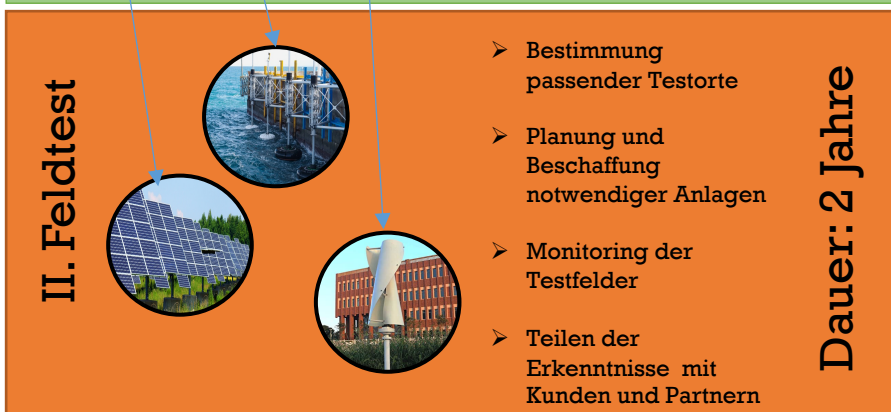 II. Feldtest
➢ Bestimmung
passender Testorte
➢ Planung und
Beschaffung
notwendiger Anlagen
➢ Monitoring der
Testfelder
➢ Teilen der
Erkenntnisse mit
Kunden und Partnern
Dauer: 2 Jahre